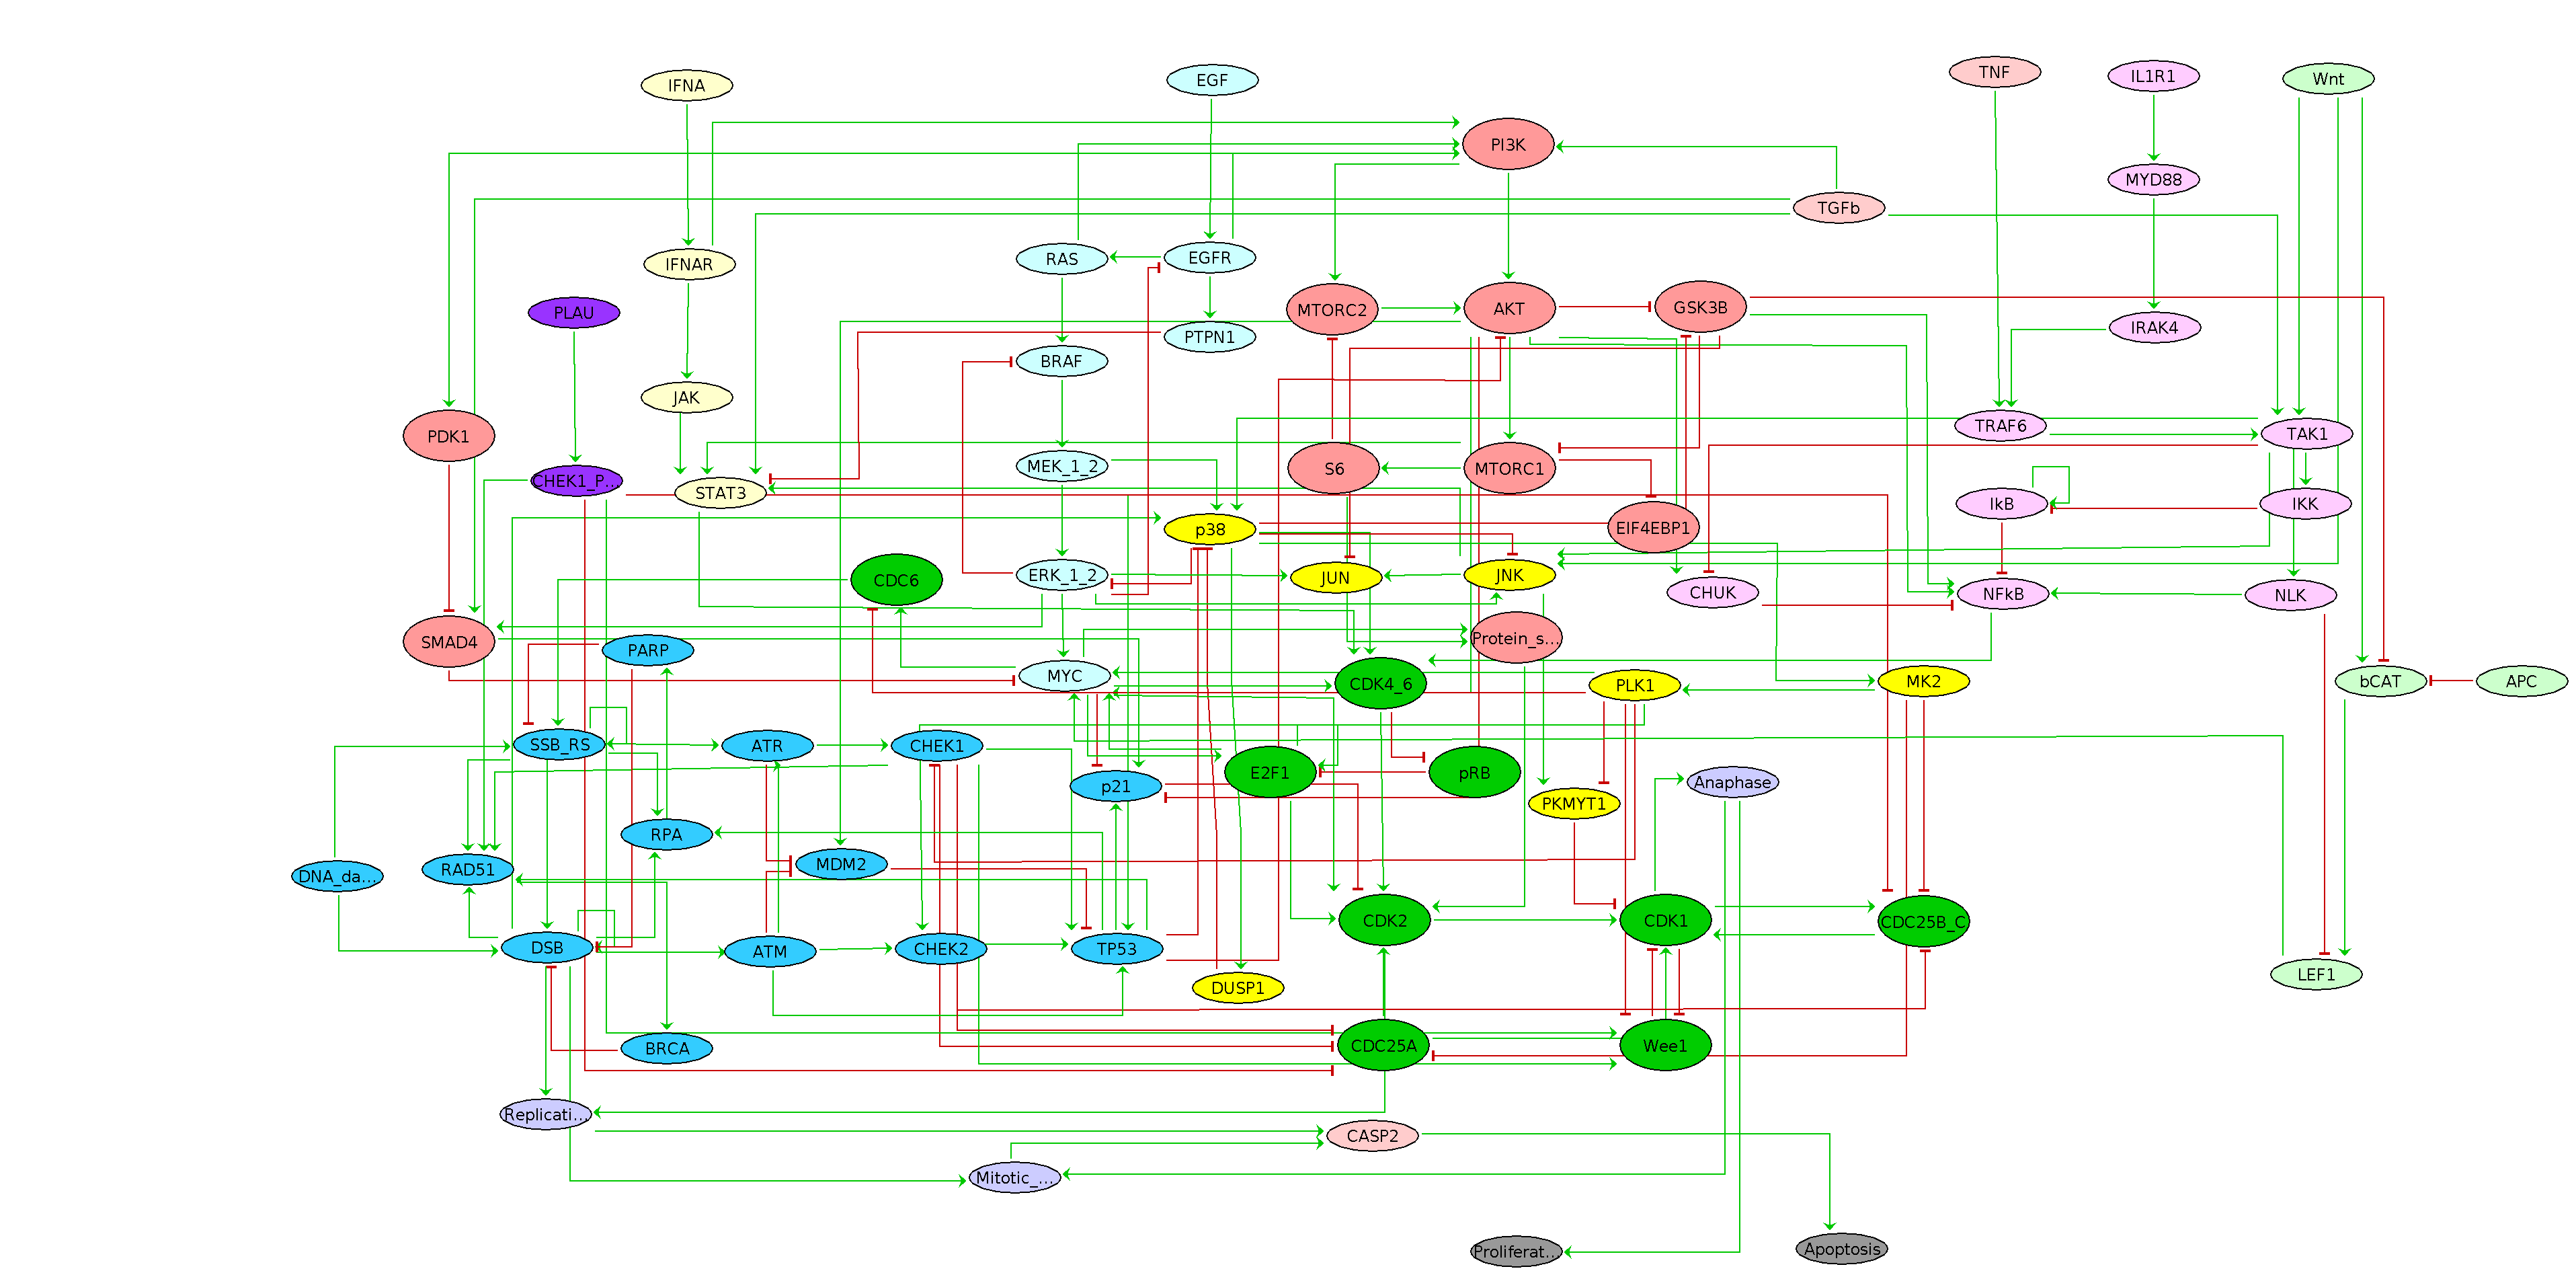 TNF
IL1R1
Wnt
EGF
IFNA
PI3K
MYD88
TGFb
EGFR
RAS
IFNAR
GSK3B
AKT
MTORC2
PLAU
IRAK4
PTPN1
BRAF
JAK
TRAF6
TAK1
PDK1
MEK_1_2
S6
MTORC1
CHEK1_P...
STAT3
IkB
IKK
EIF4EBP1
p38
ERK_1_2
JNK
JUN
CDC6
CHUK
NFkB
NLK
Protein_s...
SMAD4
PARP
MYC
CDK4_6
PLK1
MK2
bCAT
APC
SSB_RS
ATR
CHEK1
E2F1
pRB
Anaphase
p21
PKMYT1
RPA
MDM2
RAD51
DNA_da...
CDK2
CDK1
CDC25B_C
DSB
ATM
CHEK2
TP53
LEF1
DUSP1
BRCA
CDC25A
Wee1
Replicati...
CASP2
Mitotic_...
Proliferat...
Apoptosis